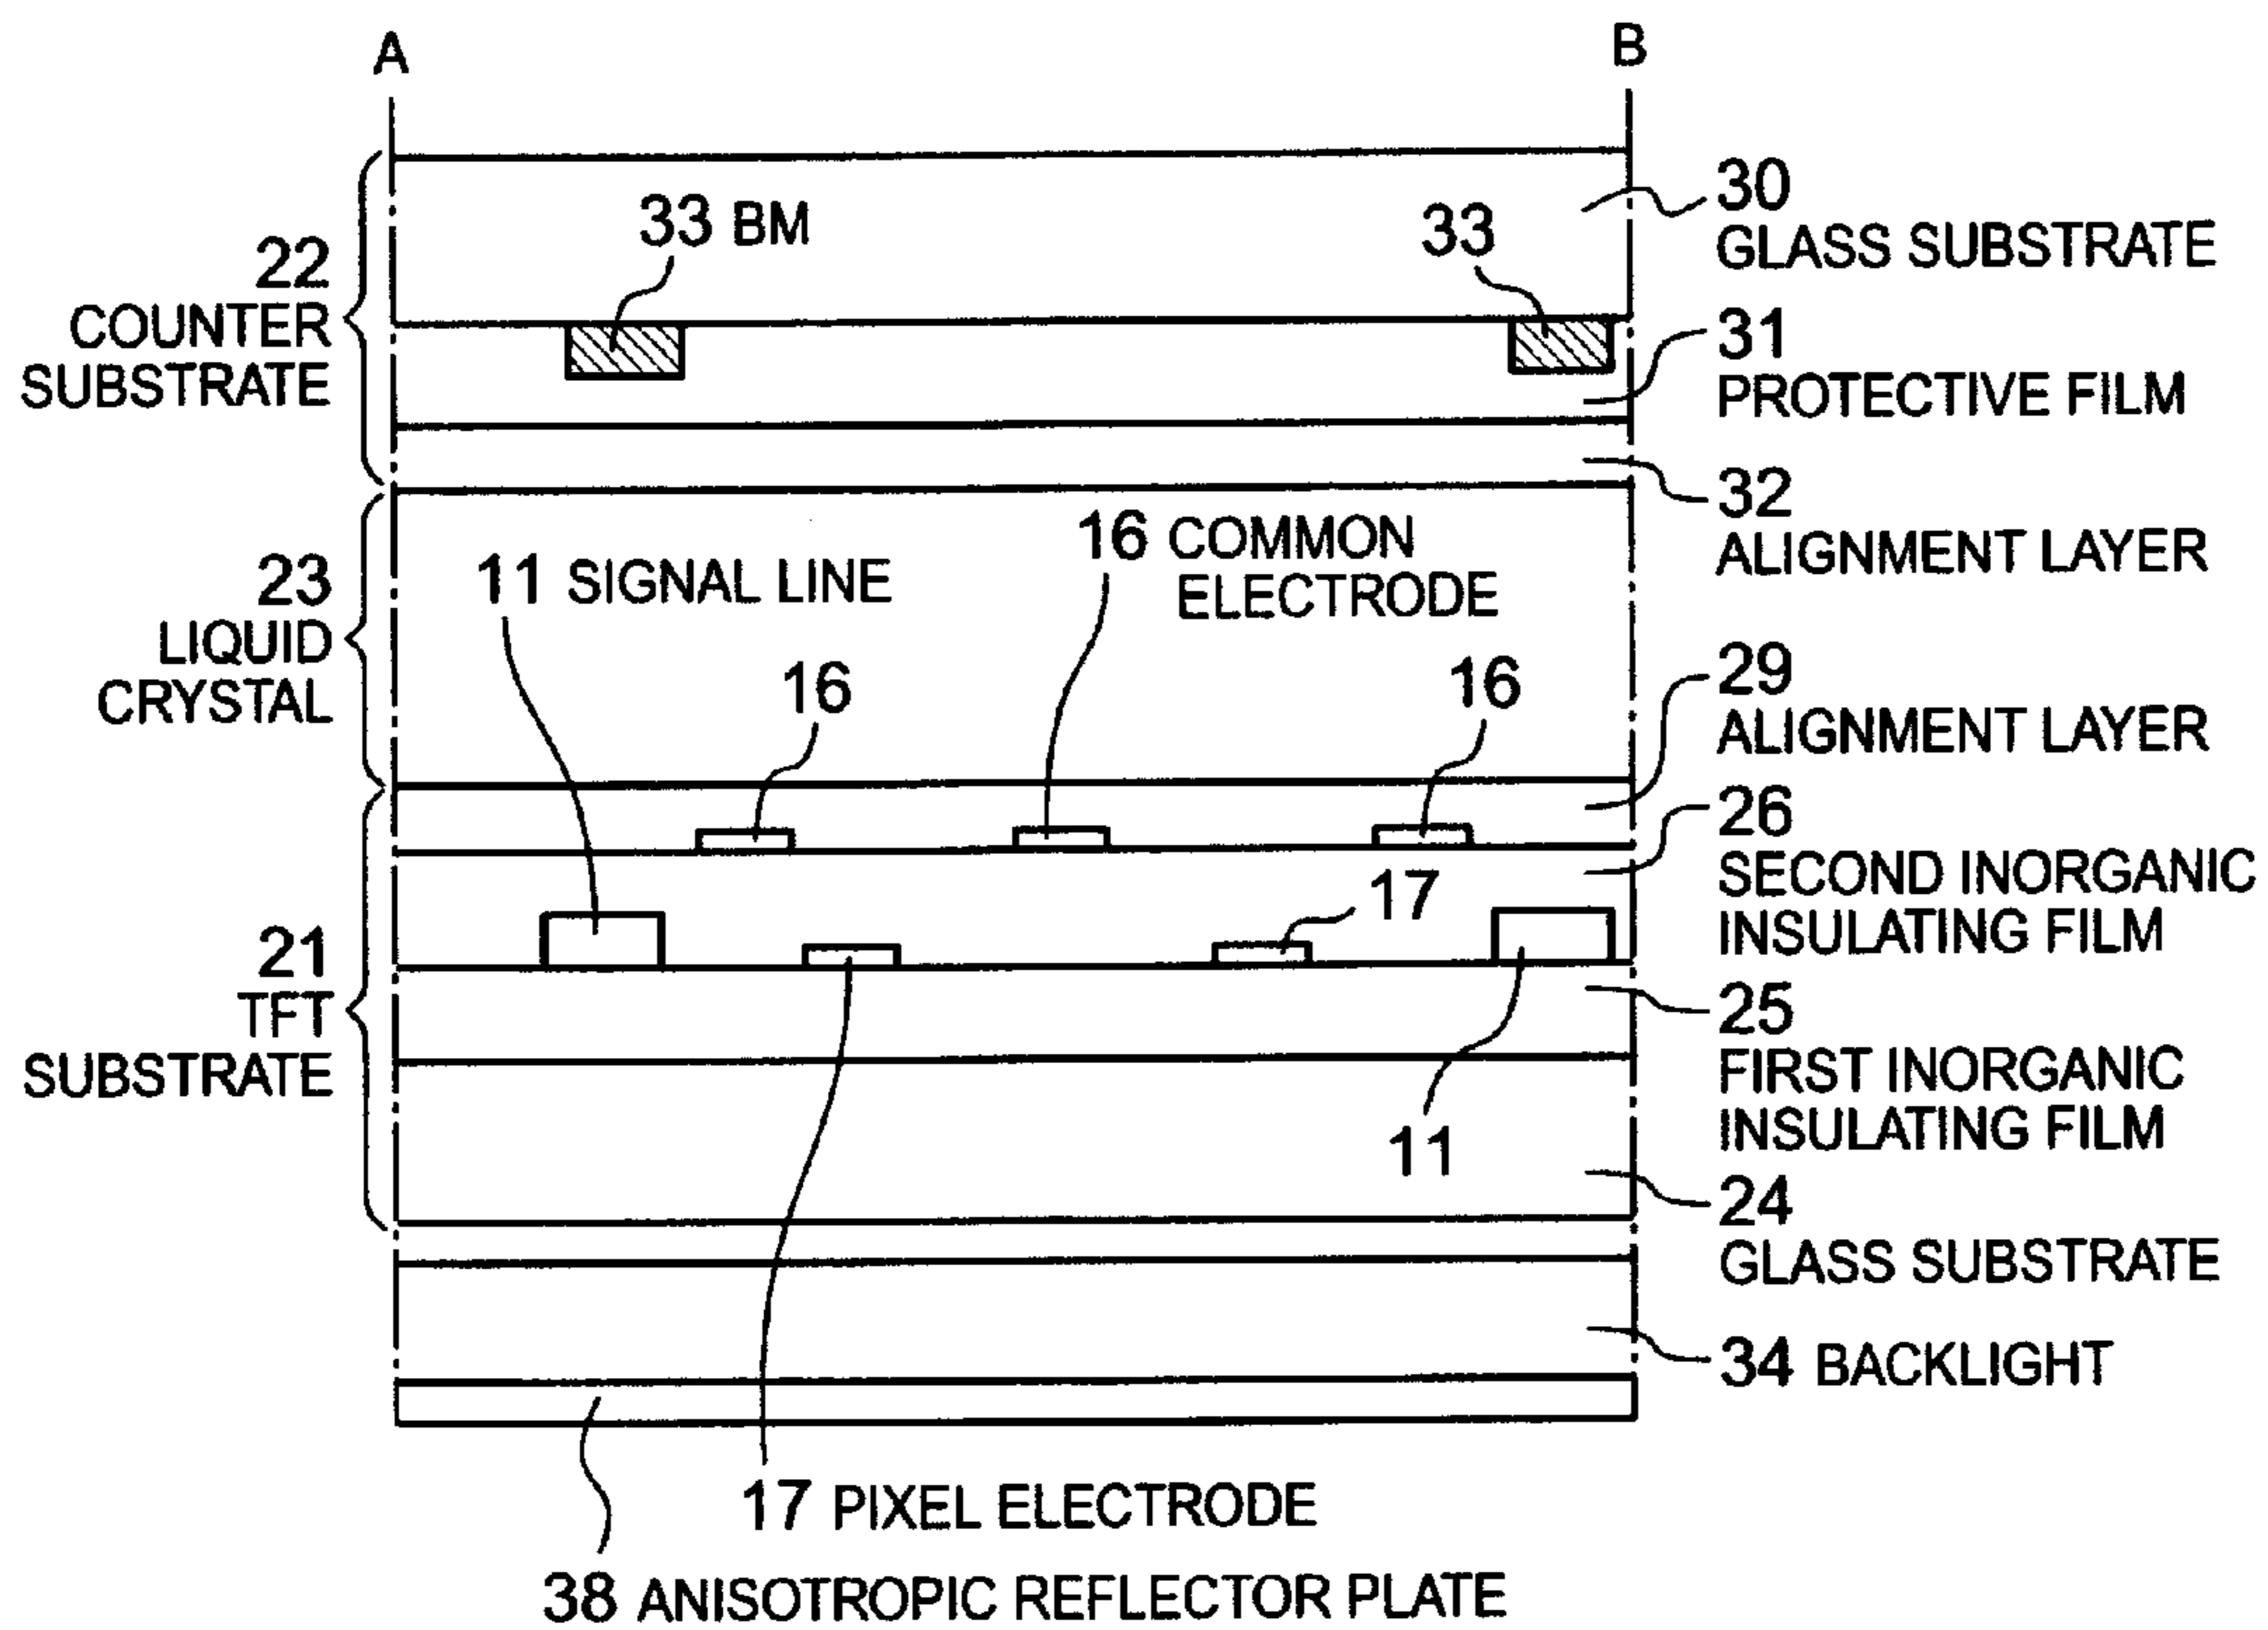 A
B
33 BM
33
30
GLASS SUBSTRATE
22
COUNTER
SUBSTRATE
31
PROTECTIVE FILM
32
ALIGNMENT LAYER
23
LIQUID
CRYSTAL
11 SIGNAL LINE
16 COMMON
ELECTRODE
16
16
29
ALIGNMENT LAYER
26
SECOND INORGANIC
INSULATING FILM
17
21
TFT
SUBSTRATE
25
FIRST INORGANIC
INSULATING FILM
11
24
GLASS SUBSTRATE
34 BACKLIGHT
17 PIXEL ELECTRODE
38 ANISOTROPIC REFLECTOR PLATE